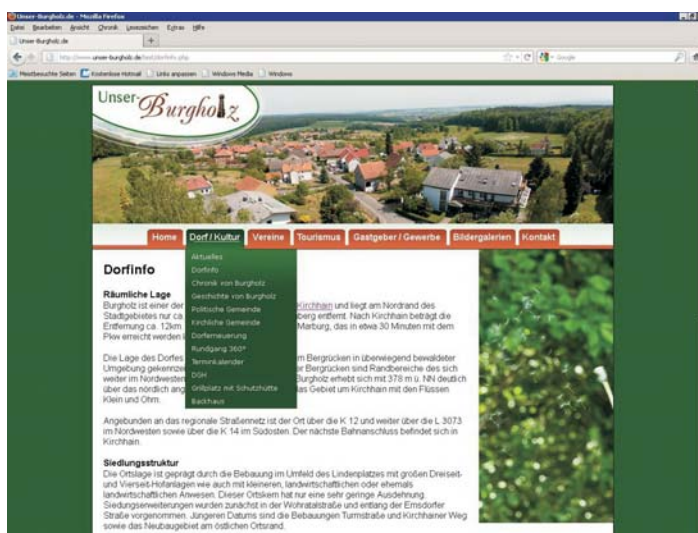 Unser-Burgholz.de - Mozilla Firefox
Datei Bearbeiten Ansicht Chronik Lesezeichen Extras Hilfe
Unser-Burgholz.de +
http://www.unser-burgholz.de/test/dorfinfo.php
Google
Meistbesuchte Seiten Kostenlose Hotmail Links anpassen Windows Media Windows
Unser-
Burgholz
Home Dorf / Kultur Vereine Tourismus Gastgeber / Gewerbe Bildergalerien Kontakt
Aktuelles
Dorfinfo
Chronik von Burgholz
Geschichte von Burgholz
Politische Gemeinde
Kirchliche Gemeinde
Dorferneuerung
Rundgang 360°
Terminkalender
DGH
Grillplatz mit Schutzhütte
Backhaus
Dorfinfo
Räumliche Lage
Burgholz ist einer der Kirchhain und liegt am Nordrand des
Stadtgebietes nur ca. berg entfernt. Nach Kirchhain beträgt die
Entfernung ca. 12km Marburg, das in etwa 30 Minuten mit dem
Pkw erreicht werden
Die Lage des Dorfes m Bergrücken in überwiegend bewaldeter
Umgebung gekennze er Bergrücken sind Randbereiche des sich
weiter im Nordwesten Burgholz erhebt sich mit 378 m ü. NN deutlich
über das nördlich ang das Gebiet um Kirchhain mit den Flüssen
Klein und Ohm.
Angebunden an das regionale Straßennetz ist der Ort über die K 12 und weiter über die L 3073
im Nordwesten sowie über die K 14 im Südosten. Der nächste Bahnanschluss befindet sich in
Kirchhain.
Siedlungsstruktur
Die Ortslage ist geprägt durch die Bebauung im Umfeld des Lindenplatzes mit großen Dreiseit-
und Vierseit-Hofanlagen wie auch mit kleineren, landwirtschaftlichen oder ehemals
landwirtschaftlichen Anwesen. Dieser Ortskern hat nur eine sehr geringe Ausdehnung.
Siedungserweiterungen wurden zunächst in der Wohratalstraße und entlang der Emsdorfer
Straße vorgenommen. Jüngeren Datums sind die Bebauungen Turmstraße und Kirchhainer Weg
sowie das Neubaugebiet am östlichen Ortsrand.